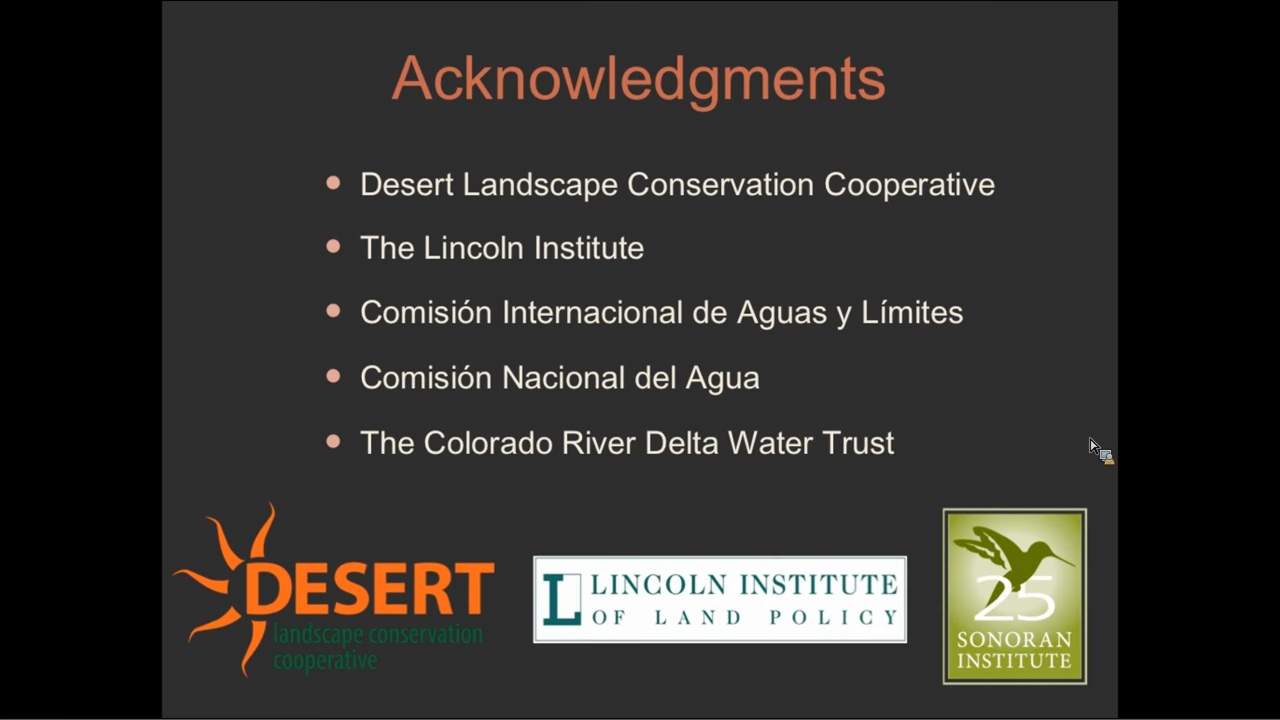 Acknowledgments
Desert Landscape Conservation Cooperative
The Lincoln Institute
Comisión Internacional de Aguas y Límites
Comisión Nacional del Agua
The Colorado River Delta Water Trust
DESERT
landscape conservation
cooperative
L LINCOLN INSTITUTE
OF LAND POLICY
25
SONORAN
INSTITUTE